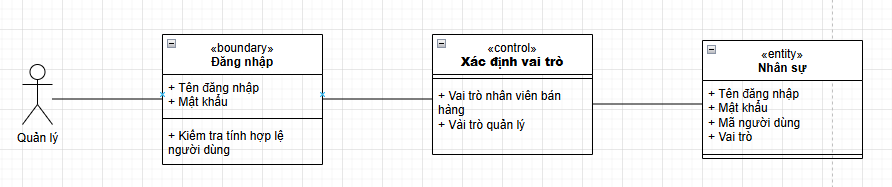 Quản lý
«boundary»
Đăng nhập
+ Tên đăng nhập
+ Mật khẩu
+ Kiểm tra tính hợp lệ
người dùng
«control»
Xác định vai trò
+ Vai trò nhân viên bán
hàng
+ Vài trò quản lý
«entity»
Nhân sự
+ Tên đăng nhập
+ Mật khẩu
+ Mã người dùng
+ Vai trò